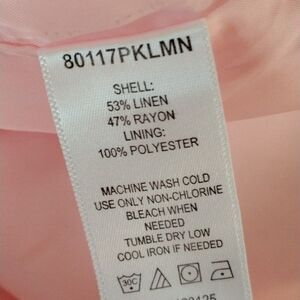 80117PKLMN
SHELL:
53% LINEN
47% RAYON
LINING:
100% POLYESTER
MACHINE WASH COLD
USE ONLY NON-CHLORINE
BLEACH WHEN
NEEDED
TUMBLE DRY LOW
COOL IRON IF NEEDED
30C